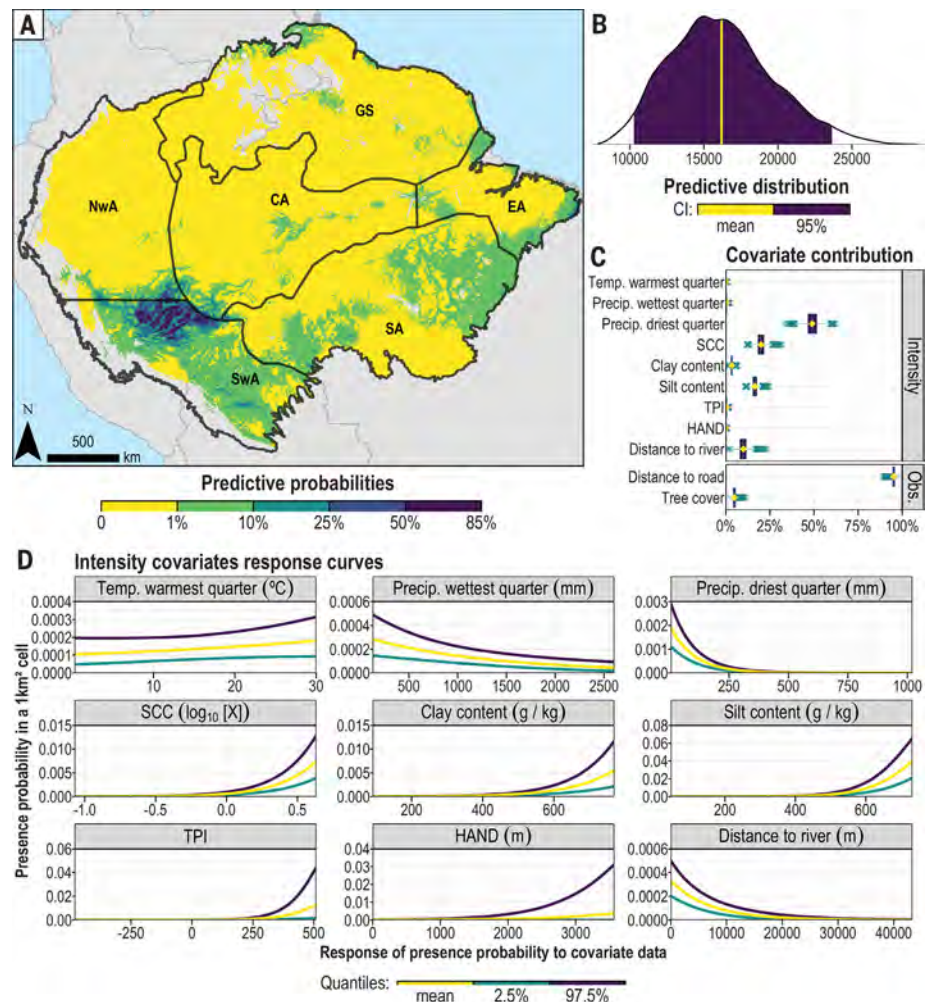 A
GS
NwA
CA
EA
SA
SwA
N
500
km
Predictive probabilities
0 1% 10% 25% 50% 85%
B
10000 15000 20000 25000
Predictive distribution
CI:
mean 95%
C Covariate contribution
Temp. warmest quarter
Precip. wettest quarter
Precip. driest quarter
SCC
Clay content
Silt content
TPI
HAND
Distance to river
Intensity
Distance to road
Tree cover
Obs.
0% 25% 50% 75% 100%
D Intensity covariates response curves
Presence probability in a 1km² cell
Temp. warmest quarter (ºC)
0.0004
0.0003
0.0002
0.0001
0.0000
10 20 30
Precip. wettest quarter (mm)
0.0006
0.0004
0.0002
0.0000
500 1000 1500 2000 2500
Precip. driest quarter (mm)
0.003
0.002
0.001
0.000
250 500 750 1000
SCC (log₁₀ [X])
0.015
0.010
0.005
0.000
-1.0 -0.5 0.0 0.5
Clay content (g / kg)
0.015
0.010
0.005
0.000
200 400 600
Silt content (g / kg)
0.08
0.06
0.04
0.02
0.00
200 400 600
TPI
0.06
0.04
0.02
0.00
-250 0 250 500
HAND (m)
0.04
0.03
0.02
0.01
0.00
0 1000 2000 3000
Distance to river (m)
0.0006
0.0004
0.0002
0.0000
0 10000 20000 30000 40000
Response of presence probability to covariate data
Quantiles:
mean 2.5% 97.5%